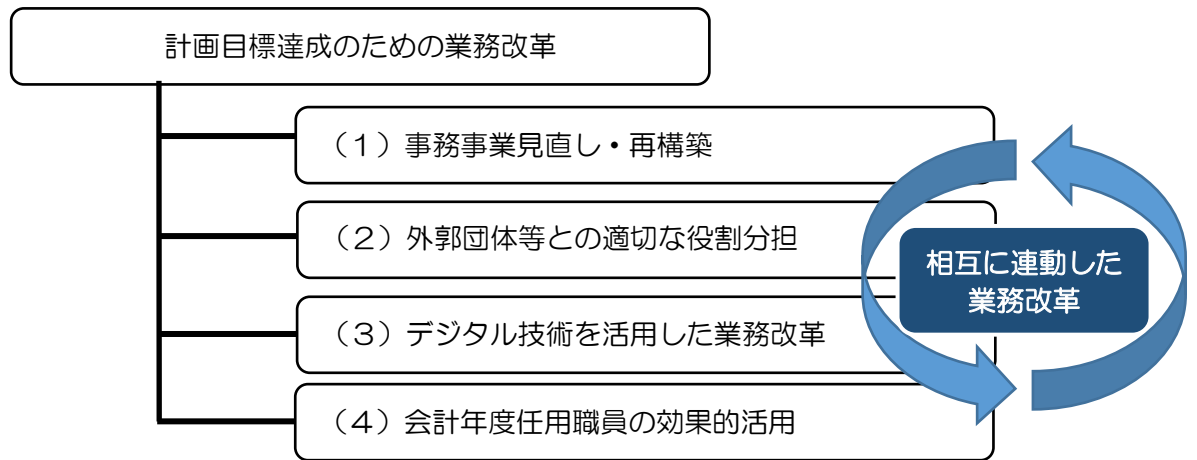 計画目標達成のための業務改革
（１）事務事業見直し・再構築
（２）外郭団体等との適切な役割分担
（３）デジタル技術を活用した業務改革
（４）会計年度任用職員の効果的活用
相互に連動した
業務改革